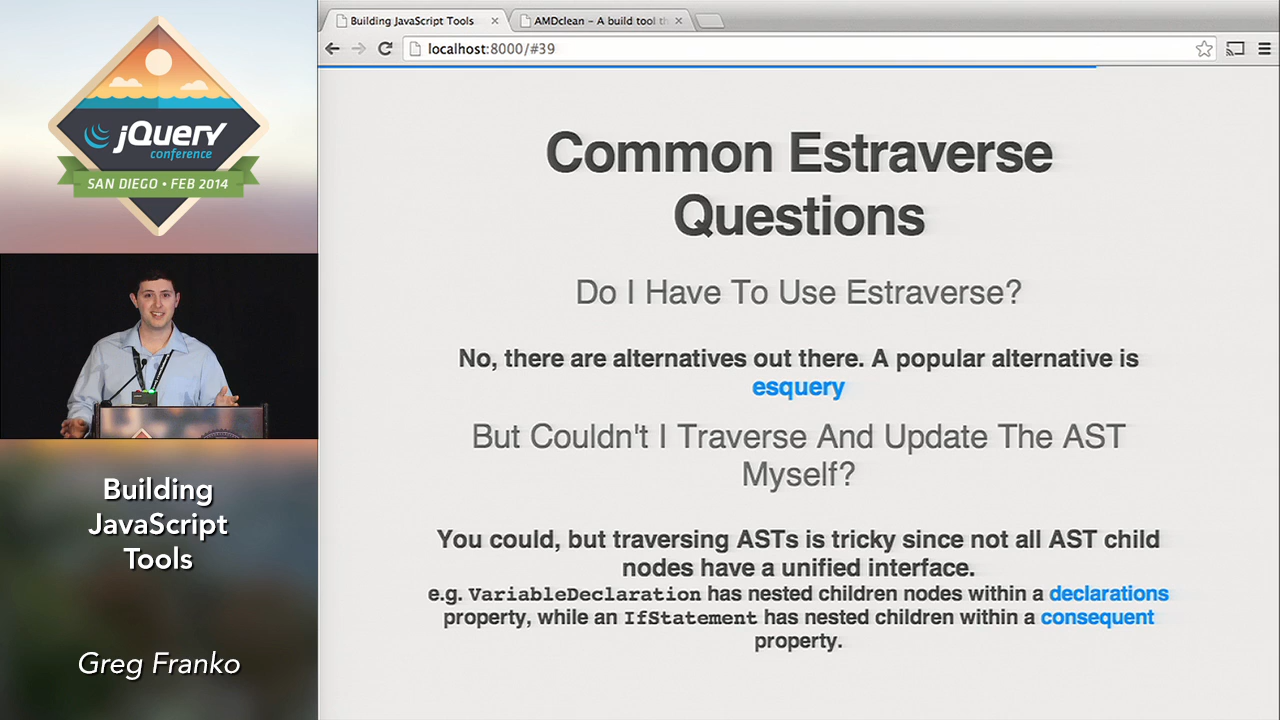 jQuery
conference
SAN DIEGO • FEB 2014
Building
JavaScript
Tools
Greg Franko
Building JavaScript Tools
AMDclean – A build tool th
localhost:8000/#39
Common Estraverse
Questions
Do I Have To Use Estraverse?
No, there are alternatives out there. A popular alternative is
esquery
But Couldn't I Traverse And Update The AST
Myself?
You could, but traversing ASTs is tricky since not all AST child
nodes have a unified interface.
e.g. VariableDeclaration has nested children nodes within a declarations
property, while an IfStatement has nested children within a consequent
property.